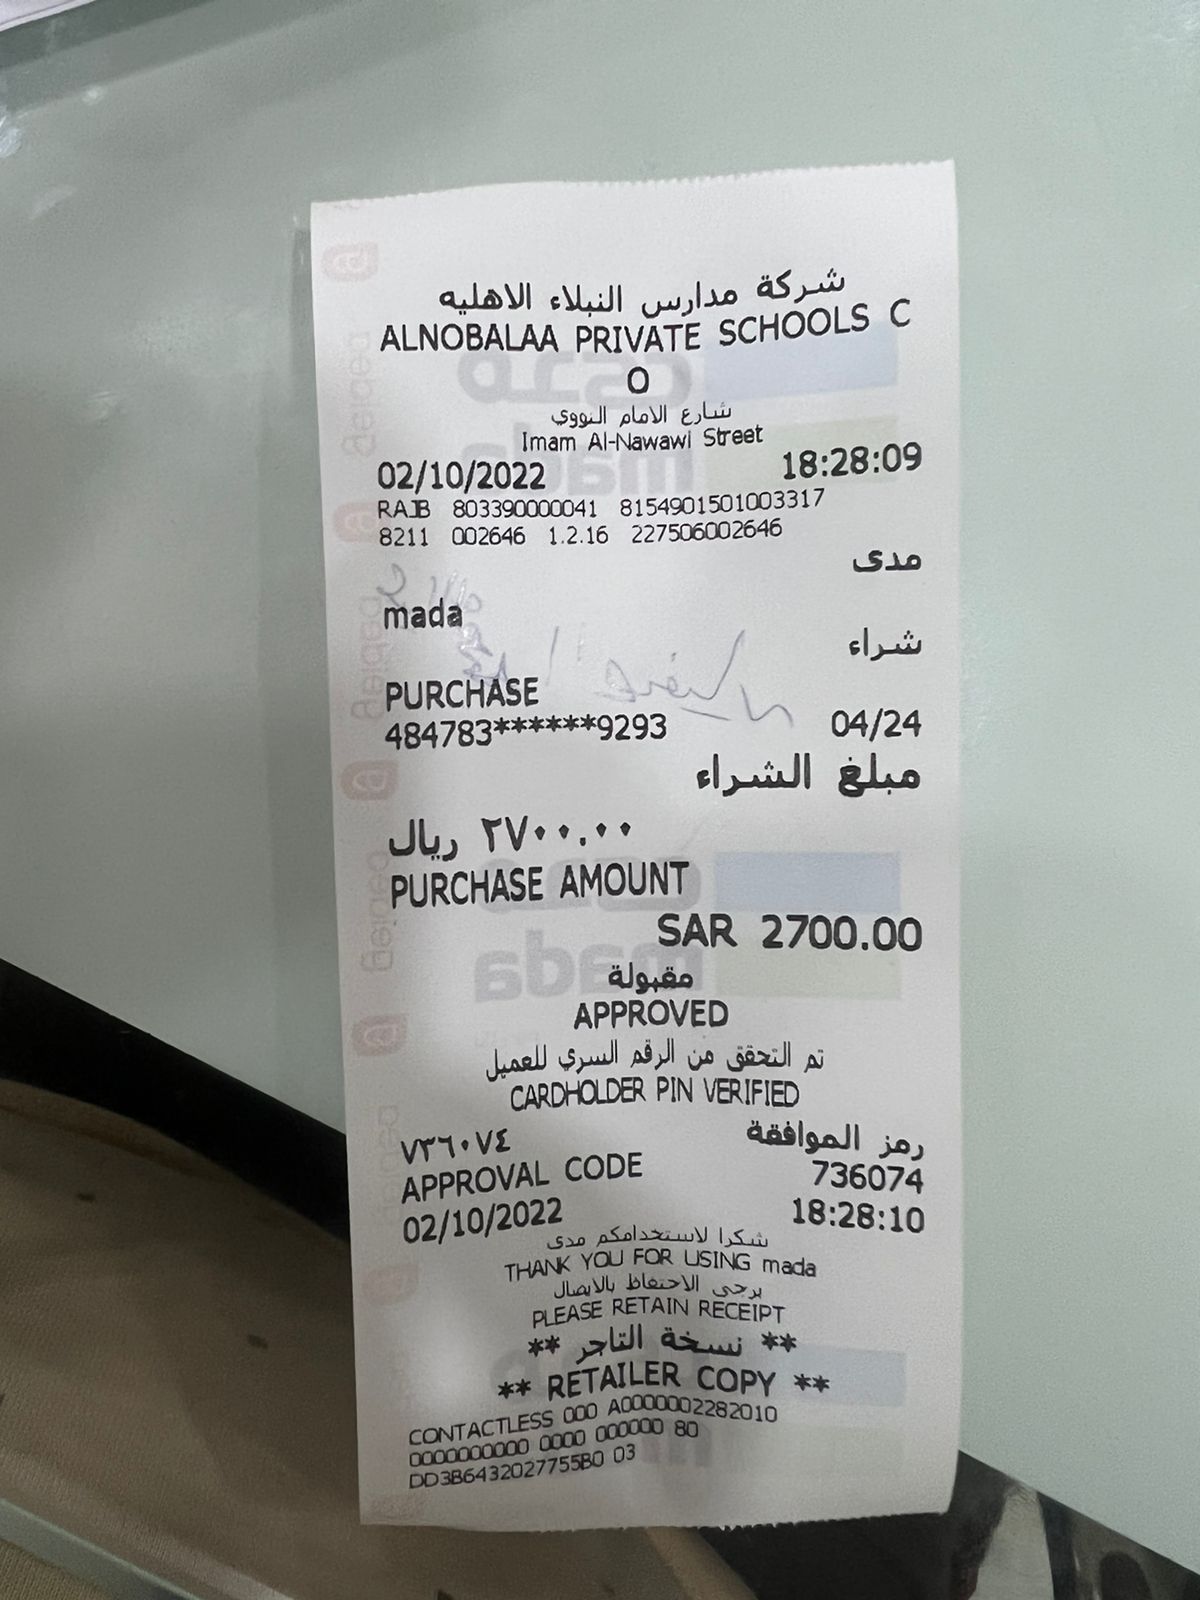 شركة مدارس النبلاء الاهليه
ALNOBALAA PRIVATE SCHOOLS C
O
شارع الامام النووي
Imam Al-Nawawi Street
02/10/2022 18:28:09
RAJB 803390000041 8154901501003317
8211 002646 1.2.16 227506002646
مدى
mada
شراء
PURCHASE
484783******9293 04/24
مبلغ الشراء
٢٧٠٠.٠٠ ريال
PURCHASE AMOUNT
SAR 2700.00
مقبولة
APPROVED
تم التحقق من الرقم السري للعميل
CARDHOLDER PIN VERIFIED
رمز الموافقة ٧٣٦٠٧٤
APPROVAL CODE 736074
02/10/2022 18:28:10
شكرا لاستخدامكم مدى
THANK YOU FOR USING mada
يرجى الاحتفاظ بالايصال
PLEASE RETAIN RECEIPT
** نسخة التاجر **
** RETAILER COPY **
CONTACTLESS 000 A0000002282010
0000000000 0000 000000 80
DD3B6432027755B0 03